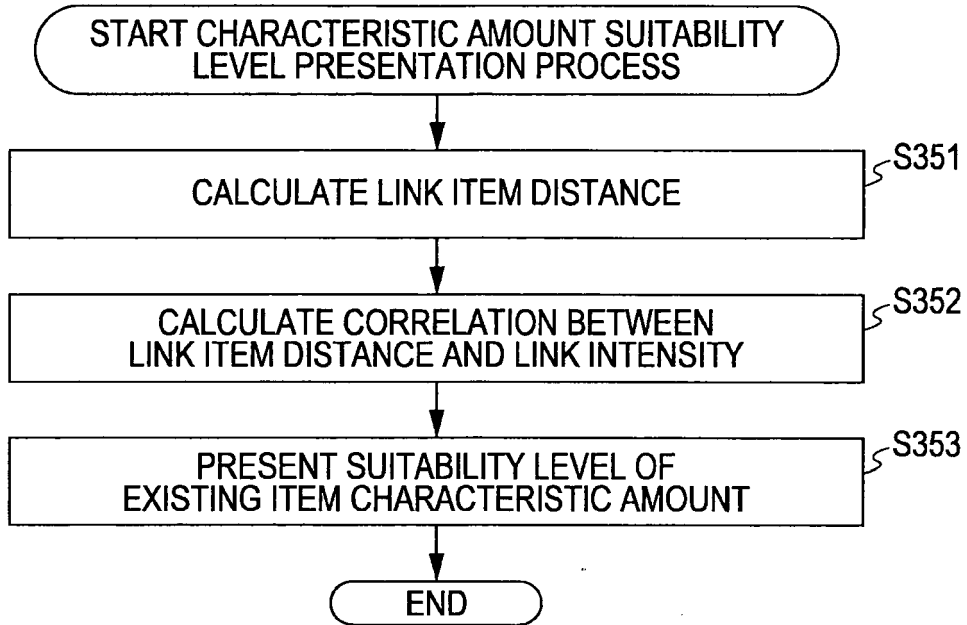 START CHARACTERISTIC AMOUNT SUITABILITY
LEVEL PRESENTATION PROCESS
S351
CALCULATE LINK ITEM DISTANCE
S352
CALCULATE CORRELATION BETWEEN
LINK ITEM DISTANCE AND LINK INTENSITY
S353
PRESENT SUITABILITY LEVEL OF
EXISTING ITEM CHARACTERISTIC AMOUNT
END